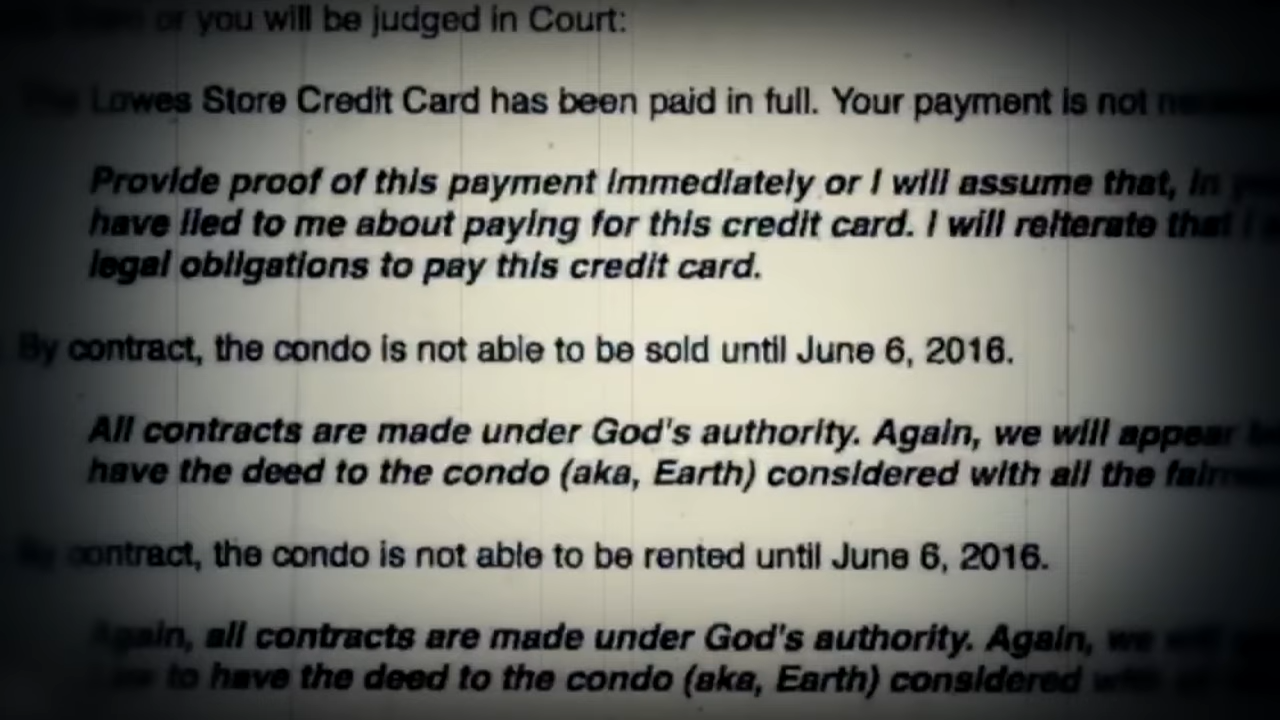 or you will be judged in Court:
Lowes Store Credit Card has been paid in full. Your payment is not
Provide proof of this payment immediately or I will assume that, in
have lied to me about paying for this credit card. I will reiterate that I
legal obligations to pay this credit card.
By contract, the condo is not able to be sold until June 6, 2016.
All contracts are made under God's authority. Again, we will appear
have the deed to the condo (aka, Earth) considered with all the
By contract, the condo is not able to be rented until June 6, 2016.
Again, all contracts are made under God's authority. Again, we
to have the deed to the condo (aka, Earth) considered